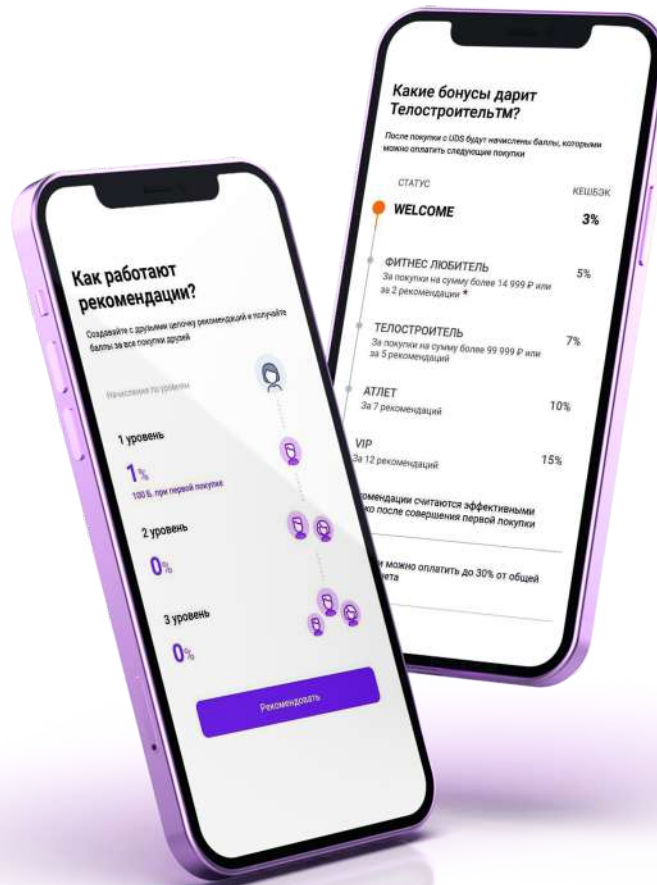 Как работают
рекомендации?
Создавайте с друзьями цепочку рекомендаций и получайте
баллы за все покупки друзей
Начисления по уровням
1 уровень
1%
100 Б. при первой покупке
2 уровень
0%
3 уровень
0%
Рекомендовать
Какие бонусы дарит
ТелостроительТМ?
После покупки с UDS будут начислены баллы, которыми
можно оплатить следующие покупки
СТАТУС КЕШБЭК
WELCOME 3%
ФИТНЕС ЛЮБИТЕЛЬ 5%
За покупки на сумму более 14 999 ₽ или
за 2 рекомендации *
ТЕЛОСТРОИТЕЛЬ 7%
За покупки на сумму более 99 999 ₽ или
за 5 рекомендаций
АТЛЕТ 10%
За 7 рекомендаций
VIP 15%
За 12 рекомендаций
комендации считаются эффективными
ко после совершения первой покупки
и можно оплатить до 30% от общей
чета